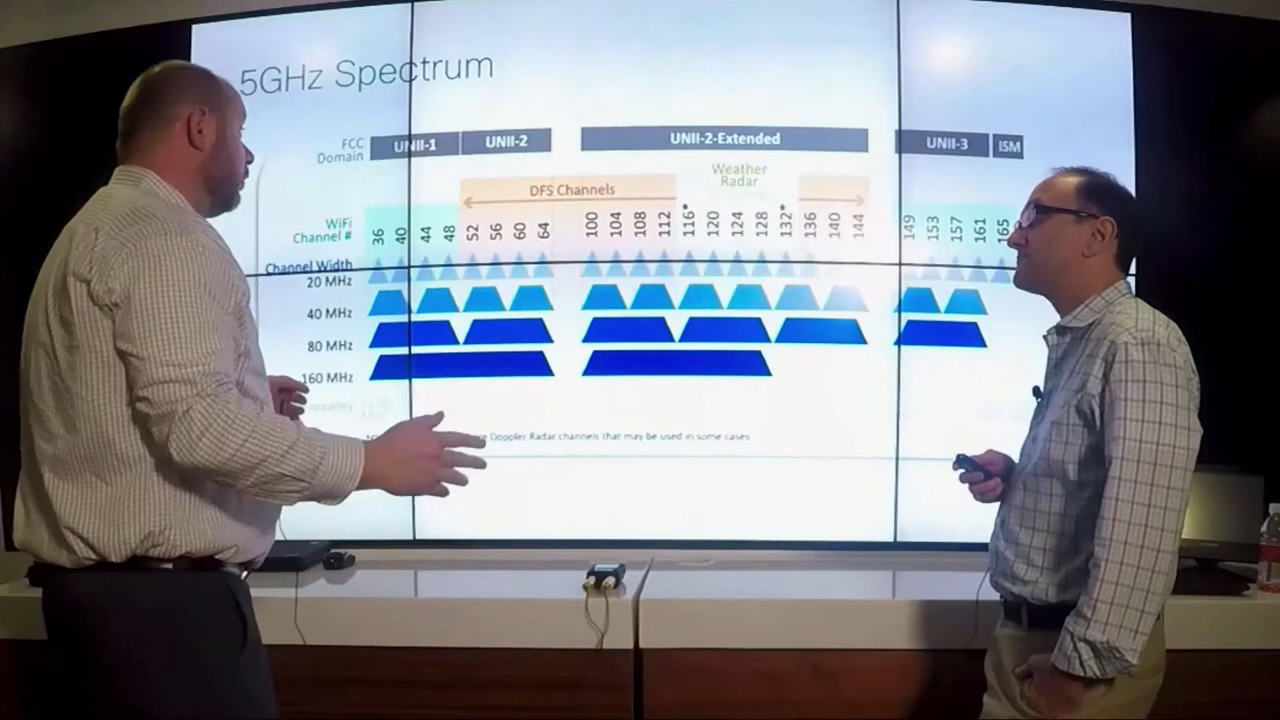 5GHz Spectrum
FCC Domain
UNII-1
UNII-2
UNII-2-Extended
UNII-3
ISM
Weather
Radar
DFS Channels
WiFi
Channel #
36 40 44 48 52 56 60 64 100 104 108 112 116* 120 124 128 132* 136 140 144 149 153 157 161 65
Channel Width
20 MHz
40 MHz
80 MHz
160 MHz
Doppler Radar channels that may be used in some cases